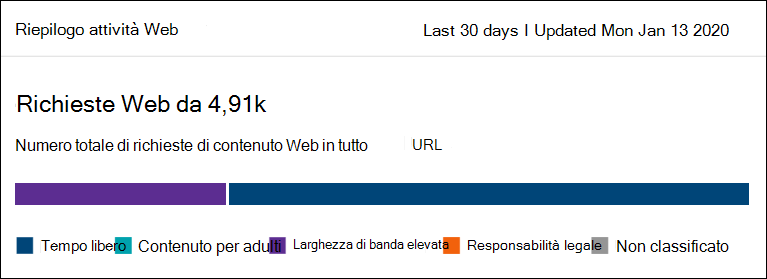 Riepilogo attività Web Last 30 days I Updated Mon Jan 13 2020
Richieste Web da 4,91k
Numero totale di richieste di contenuto Web in tutto URL
Tempo libero Contenuto per adulti Larghezza di banda elevata Responsabilità legale Non classificato